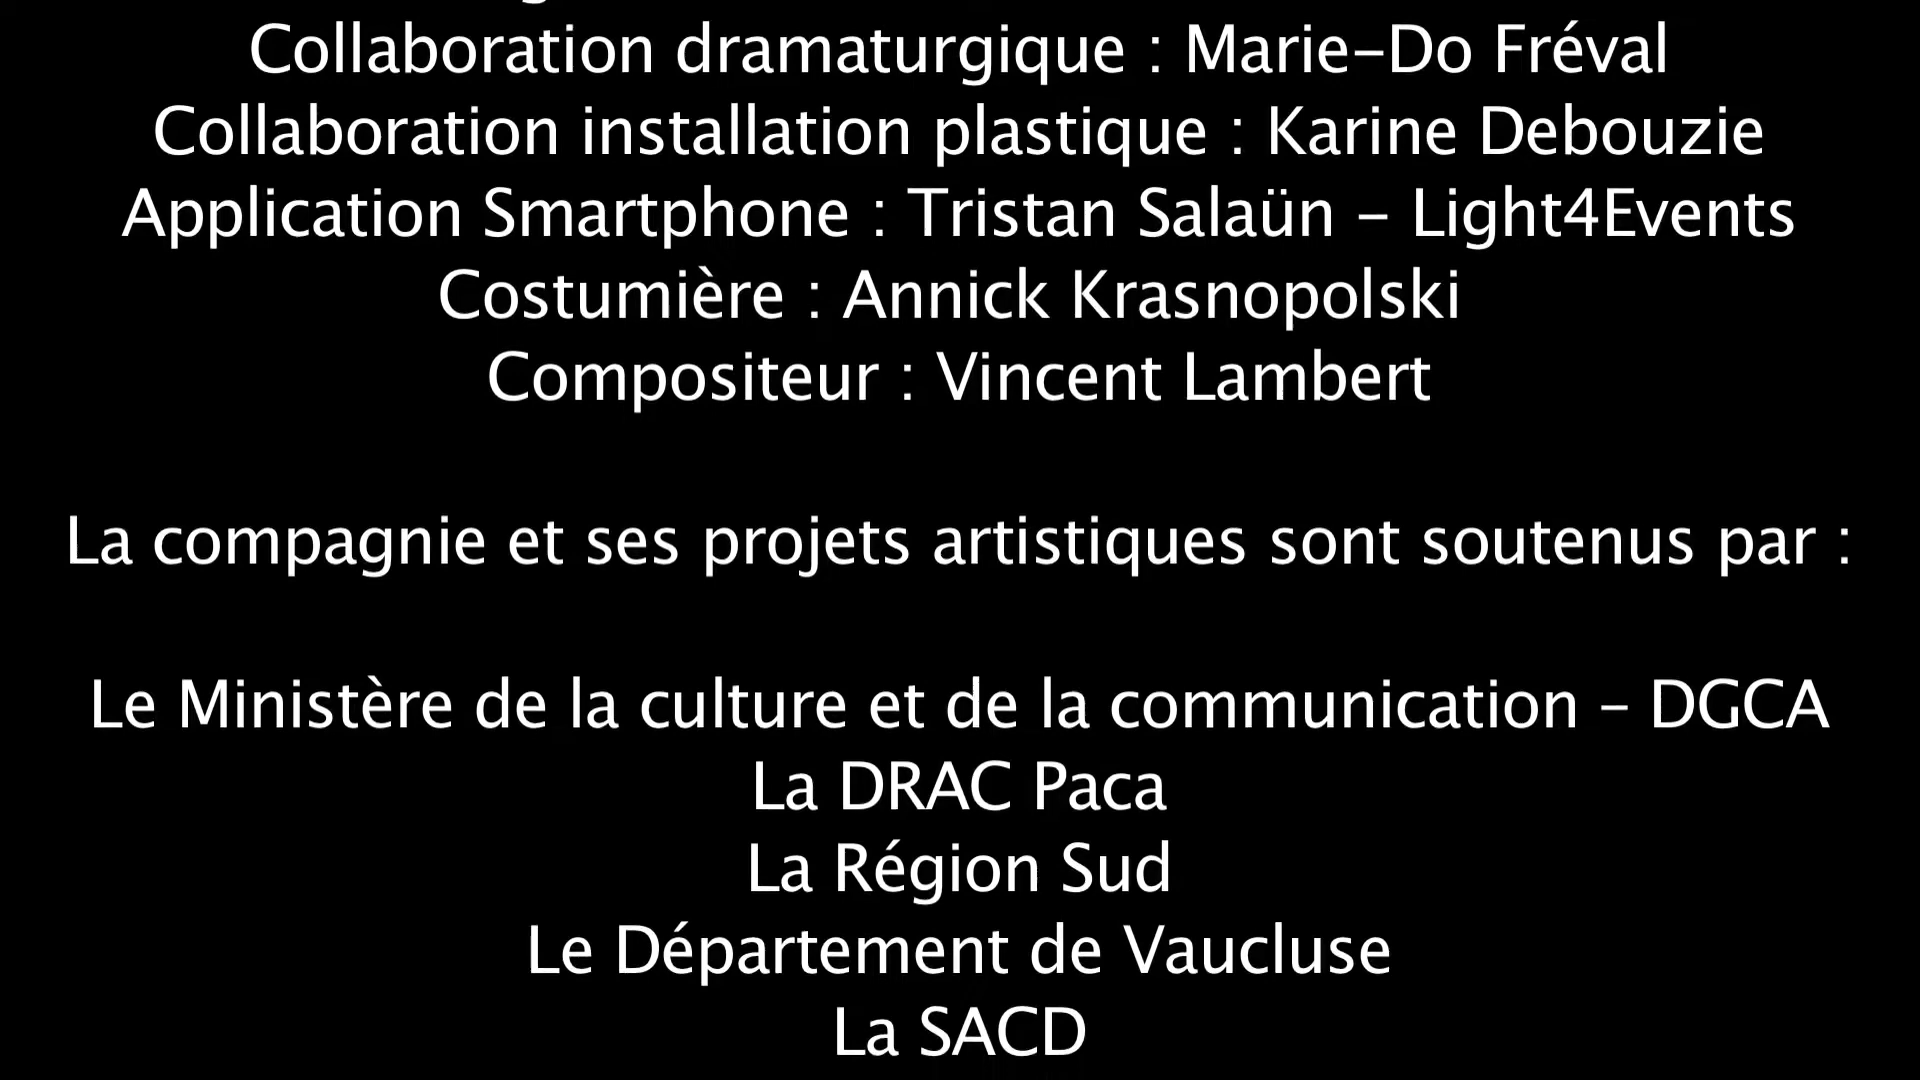 Collaboration dramaturgique : Marie-Do Fréval
Collaboration installation plastique : Karine Debouzie
Application Smartphone : Tristan Salaün - Light4Events
Costumière : Annick Krasnopolski
Compositeur : Vincent Lambert
La compagnie et ses projets artistiques sont soutenus par :
Le Ministère de la culture et de la communication - DGCA
La DRAC Paca
La Région Sud
Le Département de Vaucluse
La SACD